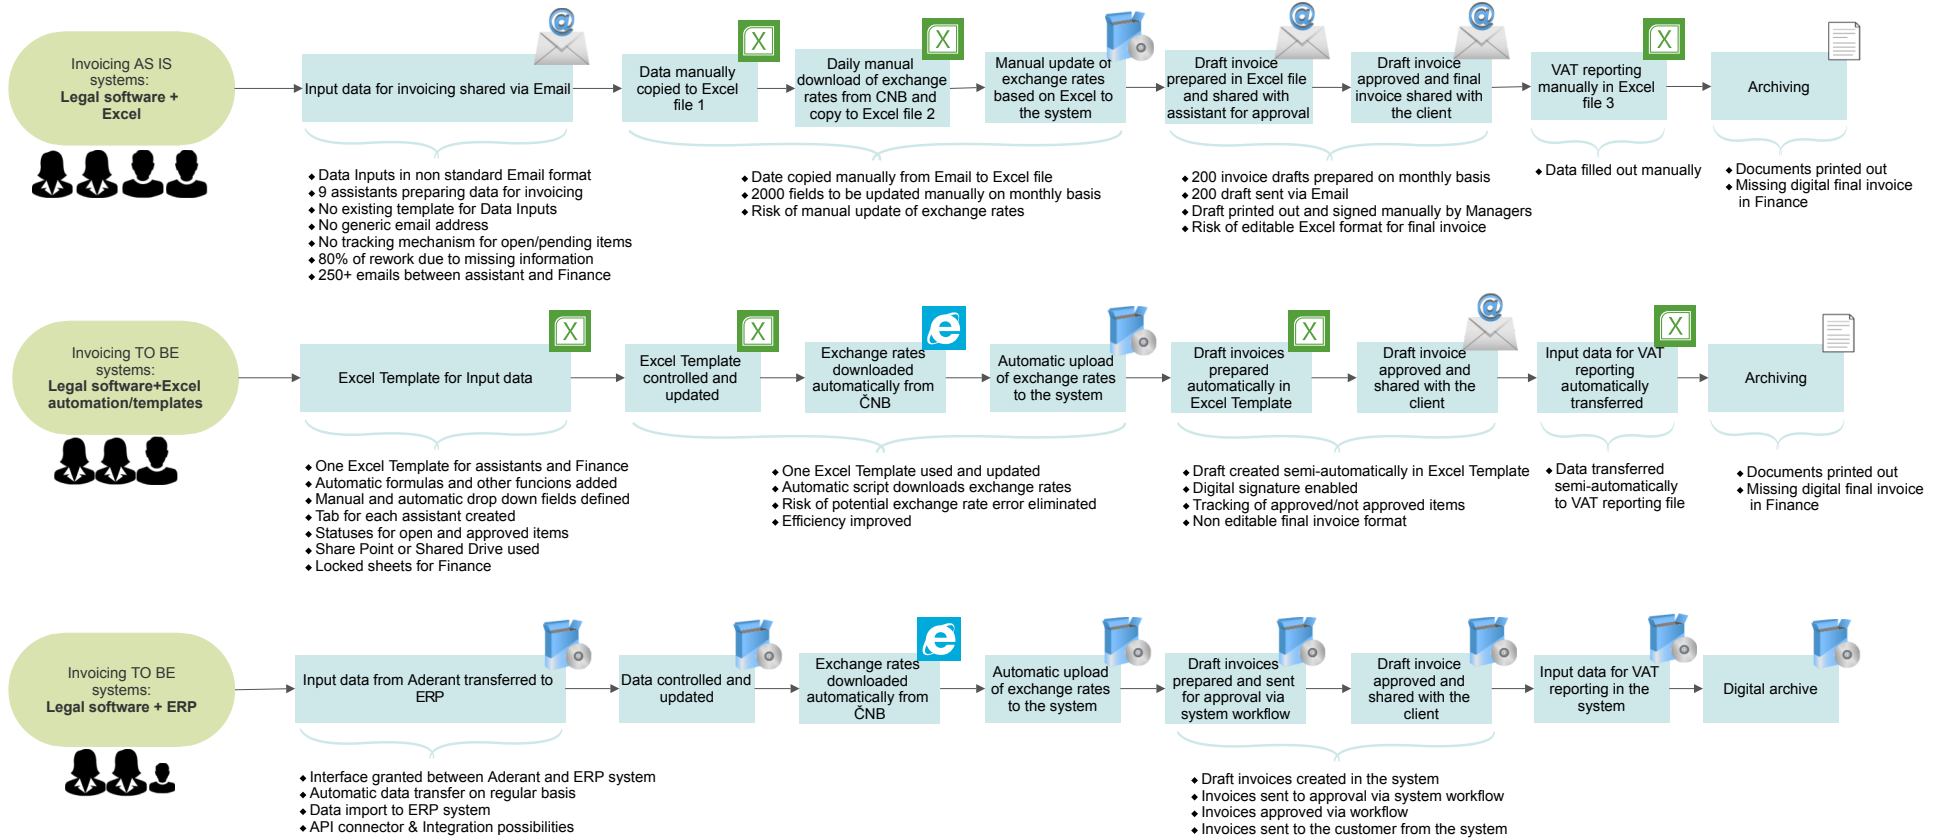 Invoicing AS IS
systems:
Legal software +
Excel
Input data for invoicing shared via Email
Data manually
copied to Excel
file 1
Daily manual
download of exchange
rates from CNB and
copy to Excel file 2
Manual update of
exchange rates
based on Excel to
the system
Draft invoice
prepared in Excel file
and shared with
assistant for approval
Draft invoice
approved and final
invoice shared with
the client
VAT reporting
manually in Excel
file 3
Archiving
Data Inputs in non standard Email format
9 assistants preparing data for invoicing
No existing template for Data Inputs
No generic email address
No tracking mechanism for open/pending items
80% of rework due to missing information
250+ emails between assistant and Finance
Date copied manually from Email to Excel file
2000 fields to be updated manually on monthly basis
Risk of manual update of exchange rates
200 invoice drafts prepared on monthly basis
200 draft sent via Email
Draft printed out and signed manually by Managers
Risk of editable Excel format for final invoice
Data filled out manually
Documents printed out
Missing digital final invoice
in Finance
Invoicing TO BE
systems:
Legal software+Excel
automation/templates
Excel Template for Input data
Excel Template
controlled and
updated
Exchange rates
downloaded
automatically from
ČNB
Automatic upload
of exchange rates
to the system
Draft invoices
prepared
automatically in
Excel Template
Draft invoice
approved and
shared with the
client
Input data for VAT
reporting
automatically
transferred
Archiving
One Excel Template for assistants and Finance
Automatic formulas and other funcions added
Manual and automatic drop down fields defined
Tab for each assistant created
Statuses for open and approved items
Share Point or Shared Drive used
Locked sheets for Finance
One Excel Template used and updated
Automatic script downloads exchange rates
Risk of potential exchange rate error eliminated
Efficiency improved
Draft created semi-automatically in Excel Template
Digital signature enabled
Tracking of approved/not approved items
Non editable final invoice format
Data transferred
semi-automatically
to VAT reporting file
Documents printed out
Missing digital final invoice
in Finance
Invoicing TO BE
systems:
Legal software + ERP
Input data from Aderant transferred to
ERP
Data controlled and
updated
Exchange rates
downloaded
automatically from
ČNB
Automatic upload
of exchange rates
to the system
Draft invoices
prepared and sent
for approval via
system workflow
Draft invoice
approved and
shared with the
client
Input data for VAT
reporting in the
system
Digital archive
Interface granted between Aderant and ERP system
Automatic data transfer on regular basis
Data import to ERP system
API connector & Integration possibilities
Draft invoices created in the system
Invoices sent to approval via system workflow
Invoices approved via workflow
Invoices sent to the customer from the system